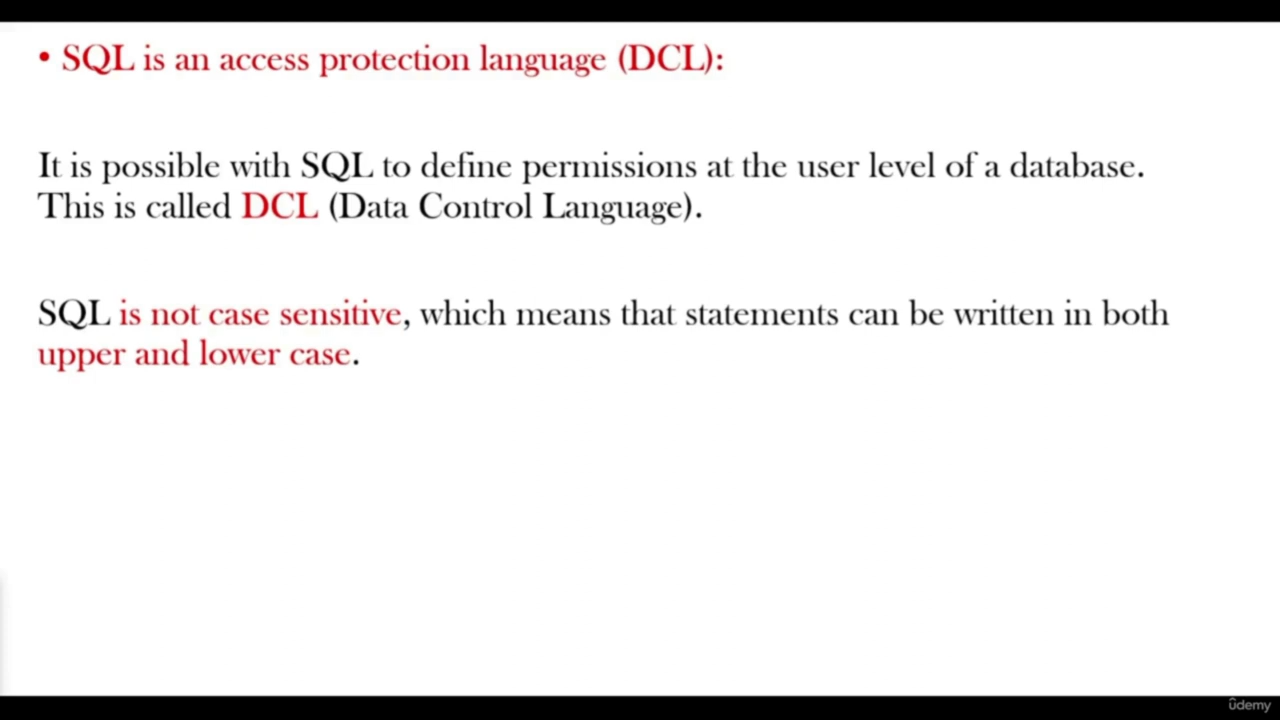 • SQL is an access protection language (DCL):
It is possible with SQL to define permissions at the user level of a database.
This is called DCL (Data Control Language).
SQL is not case sensitive, which means that statements can be written in both
upper and lower case.
ûdemy